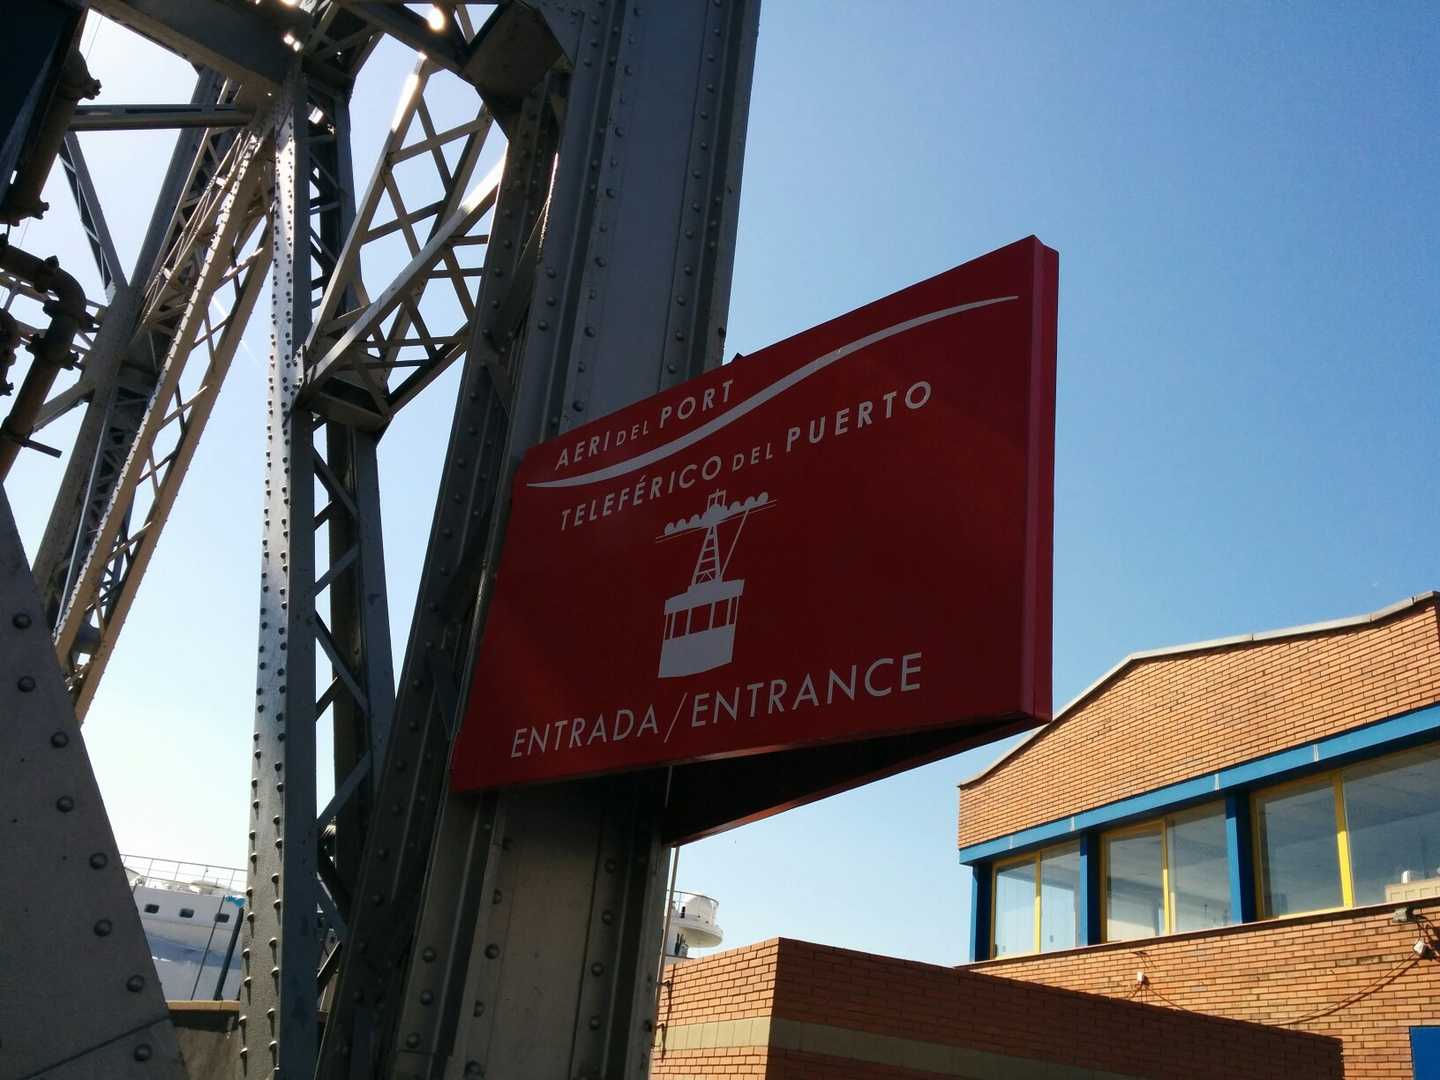 AERI DEL PORT
TELEFÉRICO DEL PUERTO
ENTRADA/ENTRANCE